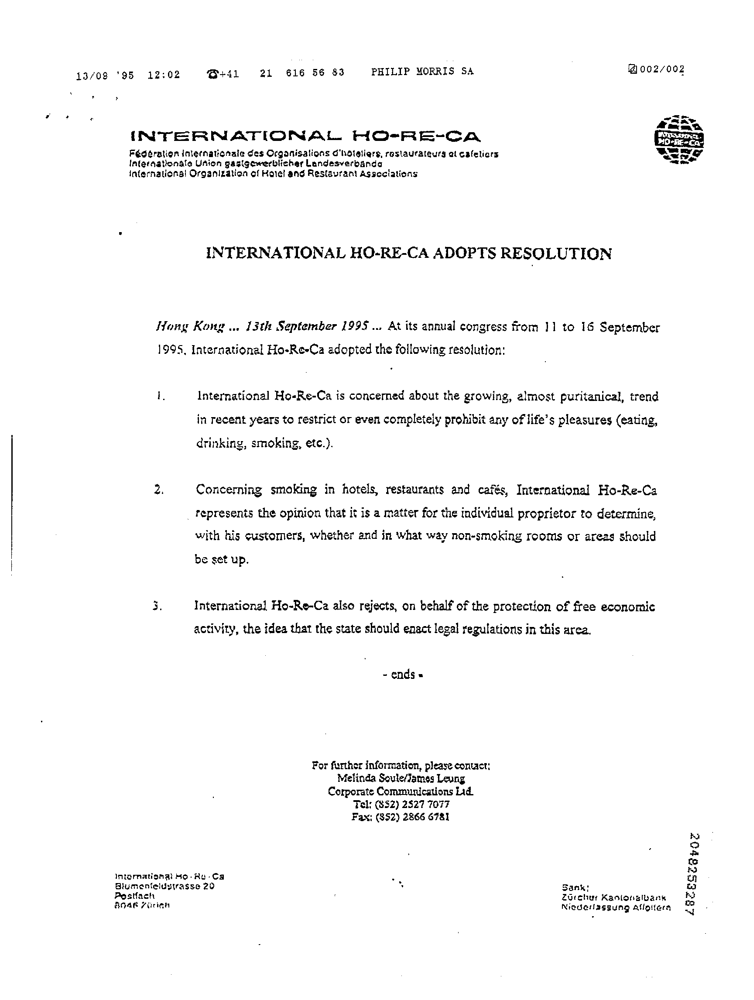 13/09 '95 12:02 ☎+41 21 616 56 83 PHILIP MORRIS SA 002/002
INTERNATIONAL HO-RE-CA
Fédération Internationale des Organisations d'hôteliers, restaurateurs et cafetiers
Internationale Union gastgewerblicher Landesverbände
International Organization of Hotel and Restaurant Associations
INTERNATIONAL
HO-RE-CA
INTERNATIONAL HO-RE-CA ADOPTS RESOLUTION
Hong Kong ... 13th September 1995 ... At its annual congress from 11 to 16 September
1995, International Ho-Re-Ca adopted the following resolution:
1. International Ho-Re-Ca is concerned about the growing, almost puritanical, trend
in recent years to restrict or even completely prohibit any of life's pleasures (eating,
drinking, smoking, etc.).
2. Concerning smoking in hotels, restaurants and cafés, International Ho-Re-Ca
represents the opinion that it is a matter for the individual proprietor to determine,
with his customers, whether and in what way non-smoking rooms or areas should
be set up.
3. International Ho-Re-Ca also rejects, on behalf of the protection of free economic
activity, the idea that the state should enact legal regulations in this area.
- ends -
For further information, please contact:
Melinda Soule/James Leung
Corporate Communications Ltd.
Tel: (852) 2527 7077
Fax: (852) 2866 6781
International Ho - Re - Ca
Blumenfeldstrasse 20
Postfach
8046 Zürich
Bank:
Zürcher Kantonalbank
Niederlassung Affoltern
2048253287